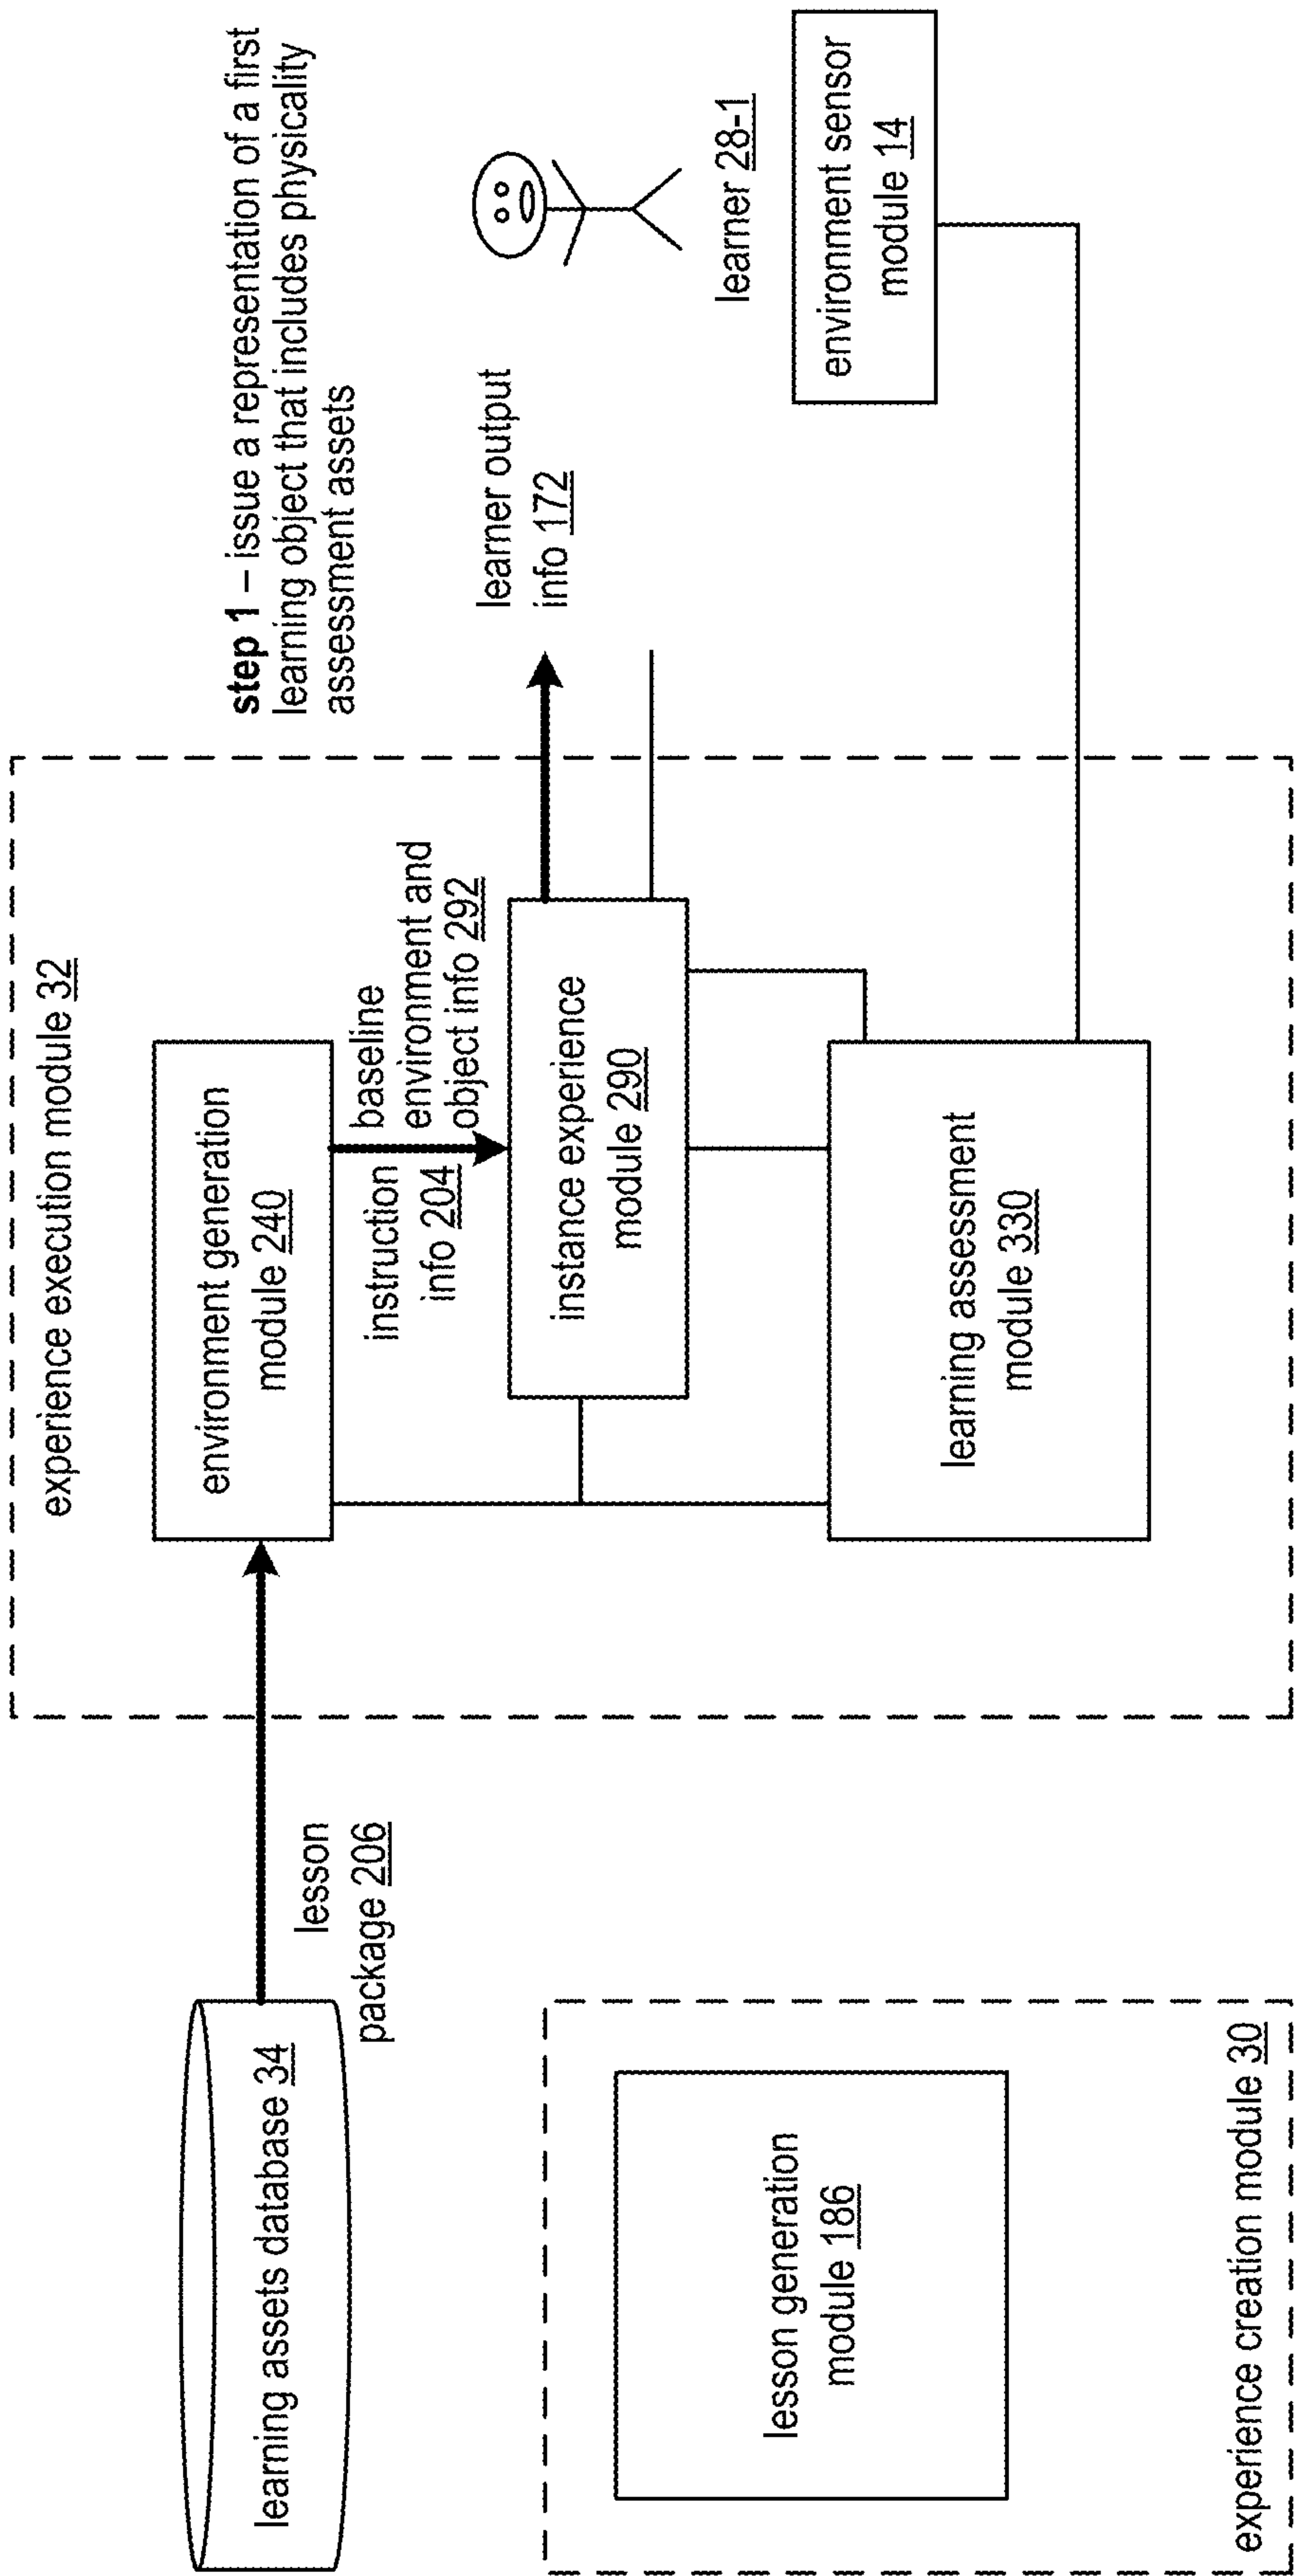 experience execution module 32
step 1 – issue a representation of a first
learning object that includes physicality
assessment assets
learning assets database 34
lesson
package 206
environment generation
module 240
instruction
info 204
baseline
environment and
object info 292
instance experience
module 290
learner output
info 172
learner 28-1
environment sensor
module 14
learning assessment
module 330
lesson generation
module 186
experience creation module 30